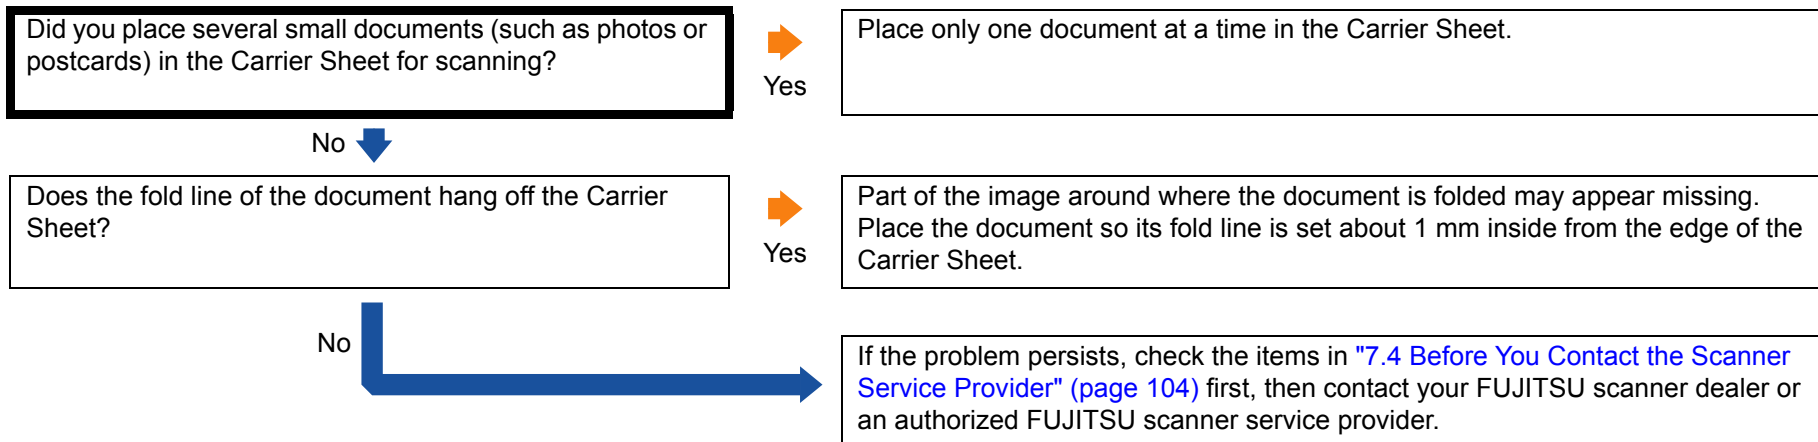 Did you place several small documents (such as photos or
postcards) in the Carrier Sheet for scanning?
Yes
Place only one document at a time in the Carrier Sheet.
No
Does the fold line of the document hang off the Carrier
Sheet?
Yes
Part of the image around where the document is folded may appear missing.
Place the document so its fold line is set about 1 mm inside from the edge of the
Carrier Sheet.
No
If the problem persists, check the items in "7.4 Before You Contact the Scanner
Service Provider" (page 104) first, then contact your FUJITSU scanner dealer or
an authorized FUJITSU scanner service provider.